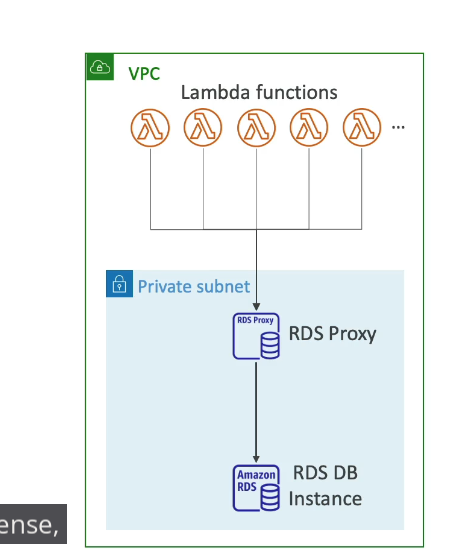 VPC
Lambda functions
...
Private subnet
RDS Proxy
RDS Proxy
Amazon
RDS
RDS DB
Instance
ense,